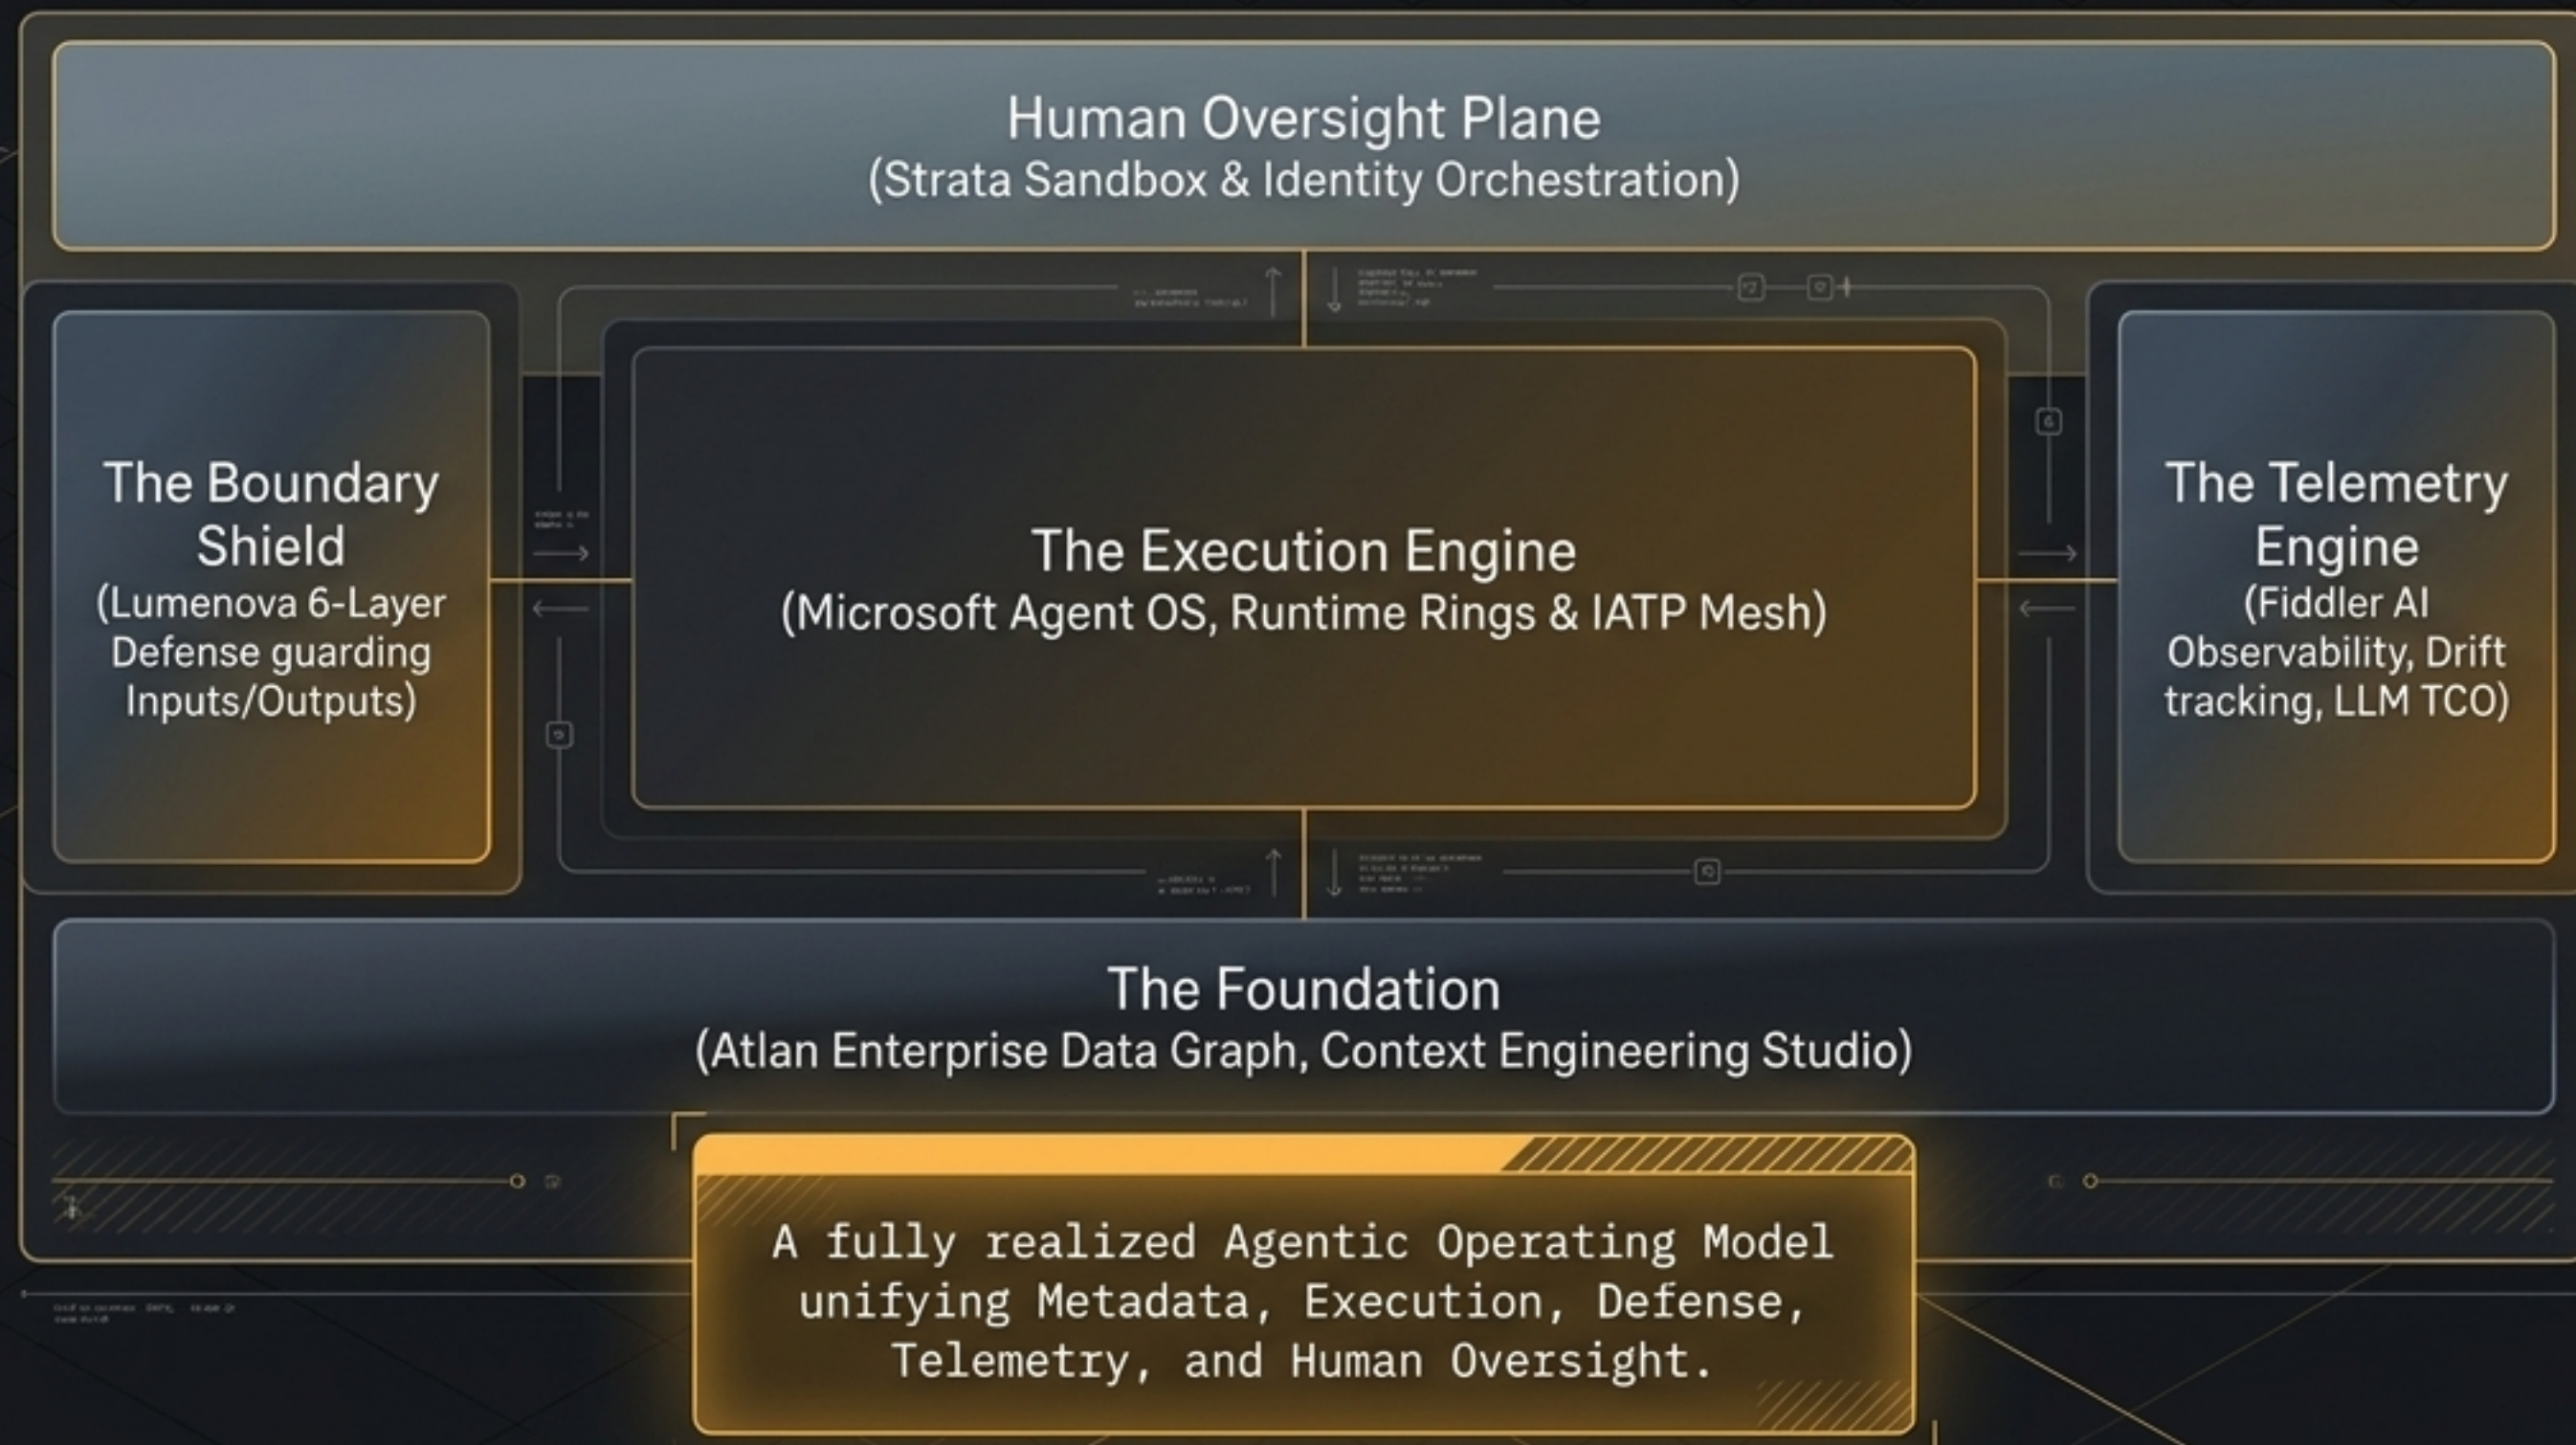 Human Oversight Plane
(Strata Sandbox & Identity Orchestration)
The Boundary
Shield
(Lumenova 6-Layer
Defense guarding
Inputs/Outputs)
The Execution Engine
(Microsoft Agent OS, Runtime Rings & IATP Mesh)
The Telemetry
Engine
(Fiddler AI
Observability, Drift
tracking, LLM TCO)
The Foundation
(Atlan Enterprise Data Graph, Context Engineering Studio)
A fully realized Agentic Operating Model
unifying Metadata, Execution, Defense,
Telemetry, and Human Oversight.